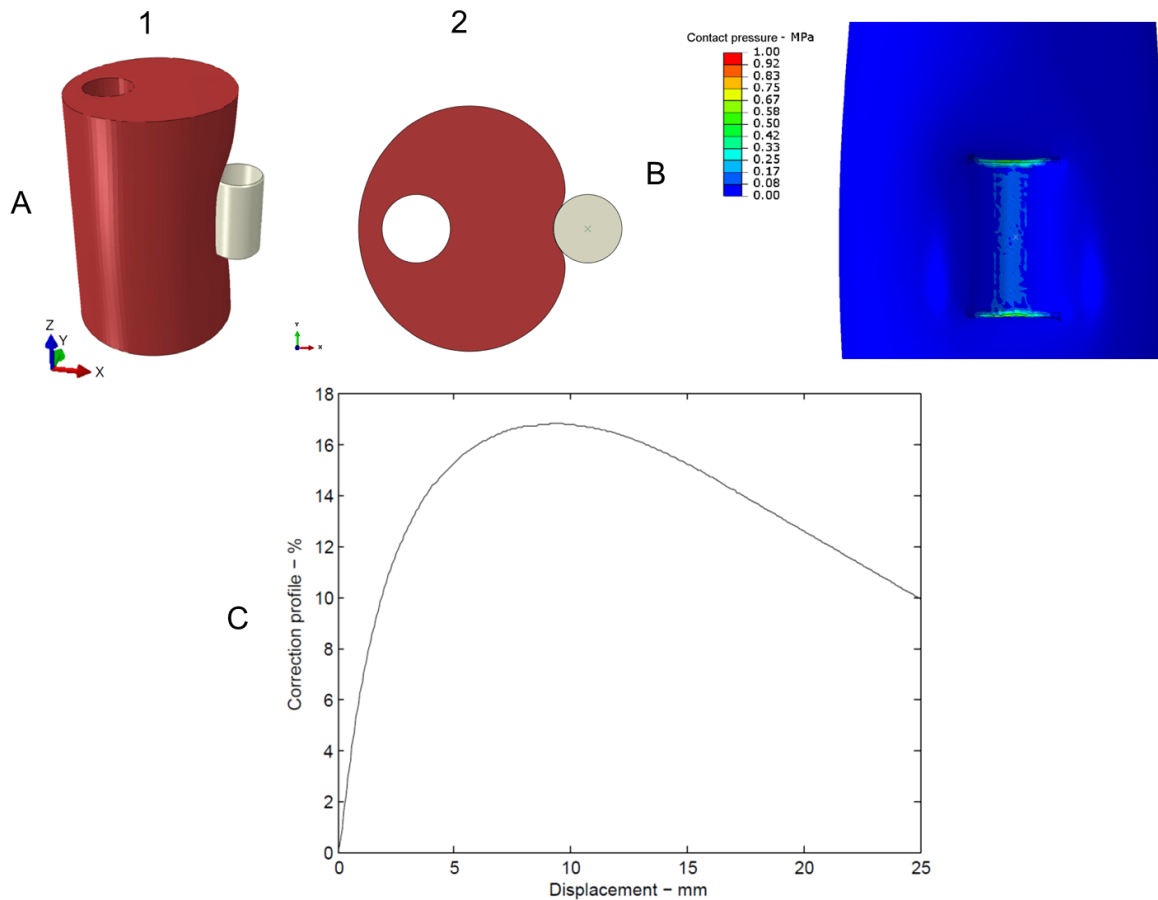 1
2
A
Z
Y
X
Y
X
B
Contact pressure - MPa
1.00
0.92
0.83
0.75
0.67
0.58
0.50
0.42
0.33
0.25
0.17
0.08
0.00
C
Correction profile – %
18
16
14
12
10
8
6
4
2
0
0 5 10 15 20 25
Displacement – mm